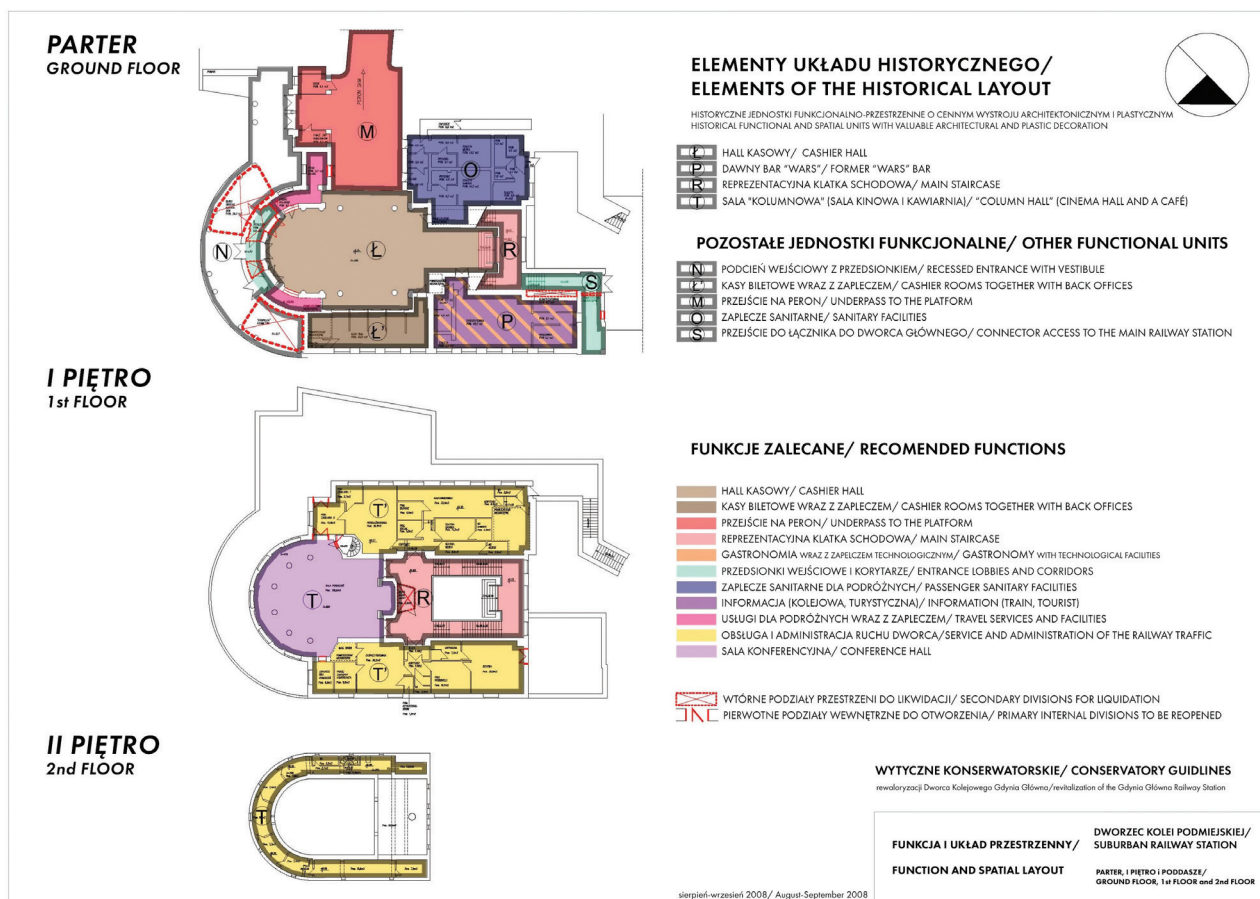 PARTER
GROUND FLOOR
M
O
N
Ł
R
S
Ł'
P
I PIĘTRO
1st FLOOR
T'
T
R
T'
II PIĘTRO
2nd FLOOR
T
ELEMENTY UKŁADU HISTORYCZNEGO/
ELEMENTS OF THE HISTORICAL LAYOUT
HISTORYCZNE JEDNOSTKI FUNKCJONALNO-PRZESTRZENNE O CENNYM WYSTROJU ARCHITEKTONICZNYM I PLASTYCZNYM
HISTORICAL FUNCTIONAL AND SPATIAL UNITS WITH VALUABLE ARCHITECTURAL AND PLASTIC DECORATION
Ł HALL KASOWY/ CASHIER HALL
P DAWNY BAR "WARS"/ FORMER "WARS" BAR
R REPREZENTACYJNA KLATKA SCHODOWA/ MAIN STAIRCASE
T SALA "KOLUMNOWA" (SALA KINOWA I KAWIARNIA)/ "COLUMN HALL" (CINEMA HALL AND A CAFÉ)
POZOSTAŁE JEDNOSTKI FUNKCJONALNE/ OTHER FUNCTIONAL UNITS
N PODCIEŃ WEJŚCIOWY Z PRZEDSIONKIEM/ RECESSED ENTRANCE WITH VESTIBULE
Ł' KASY BILETOWE WRAZ Z ZAPLECZEM/ CASHIER ROOMS TOGETHER WITH BACK OFFICES
M PRZEJŚCIE NA PERON/ UNDERPASS TO THE PLATFORM
O ZAPLECZE SANITARNE/ SANITARY FACILITIES
S PRZEJŚCIE DO ŁĄCZNIKA DO DWORCA GŁÓWNEGO/ CONNECTOR ACCESS TO THE MAIN RAILWAY STATION
FUNKCJE ZALECANE/ RECOMENDED FUNCTIONS
HALL KASOWY/ CASHIER HALL
KASY BILETOWE WRAZ Z ZAPLECZEM/ CASHIER ROOMS TOGETHER WITH BACK OFFICES
PRZEJŚCIE NA PERON/ UNDERPASS TO THE PLATFORM
REPREZENTACYJNA KLATKA SCHODOWA/ MAIN STAIRCASE
GASTRONOMIA WRAZ Z ZAPELCZEM TECHNOLOGICZNYM/ GASTRONOMY WITH TECHNOLOGICAL FACILITIES
PRZEDSIONKI WEJŚCIOWE I KORYTARZE/ ENTRANCE LOBBIES AND CORRIDORS
ZAPLECZE SANITARNE DLA PODRÓŻNYCH/ PASSENGER SANITARY FACILITIES
INFORMACJA (KOLEJOWA, TURYSTYCZNA)/ INFORMATION (TRAIN, TOURIST)
USŁUGI DLA PODRÓŻNYCH WRAZ Z ZAPLECZEM/ TRAVEL SERVICES AND FACILITIES
OBSŁUGA I ADMINISTRACJA RUCHU DWORCA/SERVICE AND ADMINISTRATION OF THE RAILWAY TRAFFIC
SALA KONFERENCYJNA/ CONFERENCE HALL
WTÓRNE PODZIAŁY PRZESTRZENI DO LIKWIDACJI/ SECONDARY DIVISIONS FOR LIQUIDATION
PIERWOTNE PODZIAŁY WEWNĘTRZNE DO OTWORZENIA/ PRIMARY INTERNAL DIVISIONS TO BE REOPENED
WYTYCZNE KONSERWATORSKIE/ CONSERVATORY GUIDLINES
rewaloryzacji Dworca Kolejowego Gdynia Główna/revitalization of the Gdynia Główna Railway Station
FUNKCJA I UKŁAD PRZESTRZENNY/
FUNCTION AND SPATIAL LAYOUT
DWORZEC KOLEI PODMIEJSKIEJ/
SUBURBAN RAILWAY STATION
PARTER, I PIĘTRO i PODDASZE/
GROUND FLOOR, 1st FLOOR and 2nd FLOOR
sierpień-wrzesień 2008/ August-September 2008